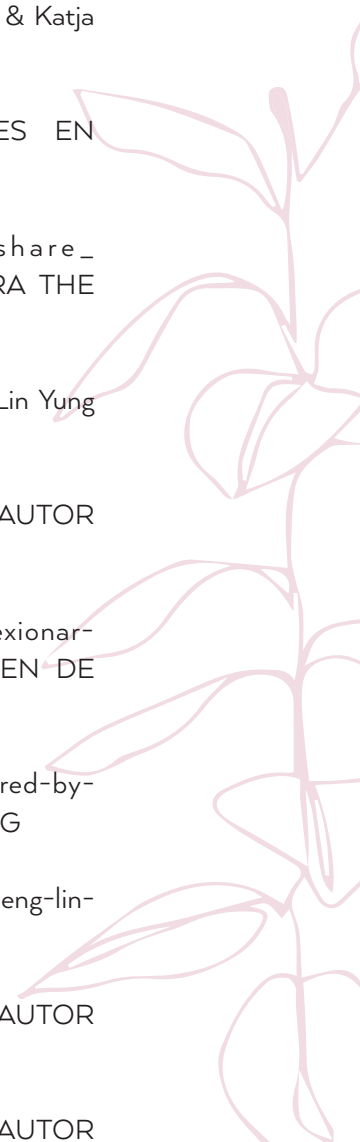 & Katja
ES EN
share_
RA THE
Lin Yung
AUTOR
exionar-
EN DE
red-by-
G
eng-lin-
AUTOR
AUTOR